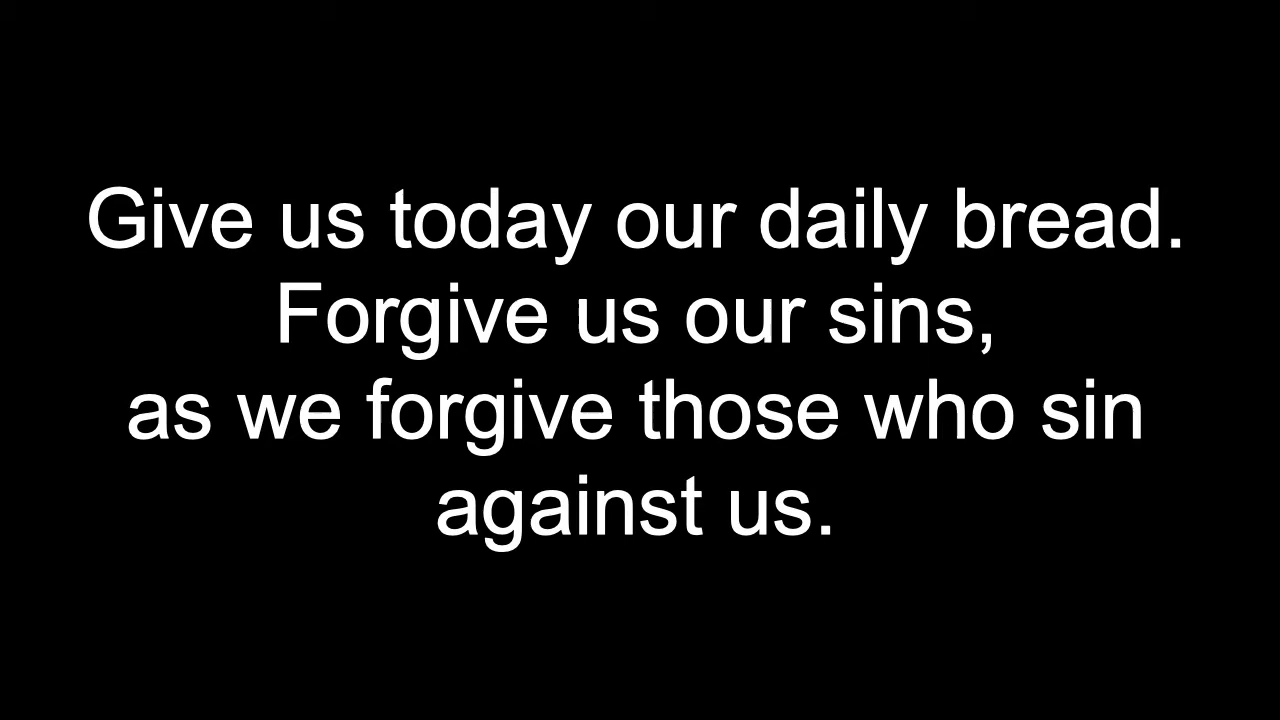 Give us today our daily bread.
Forgive us our sins,
as we forgive those who sin
against us.